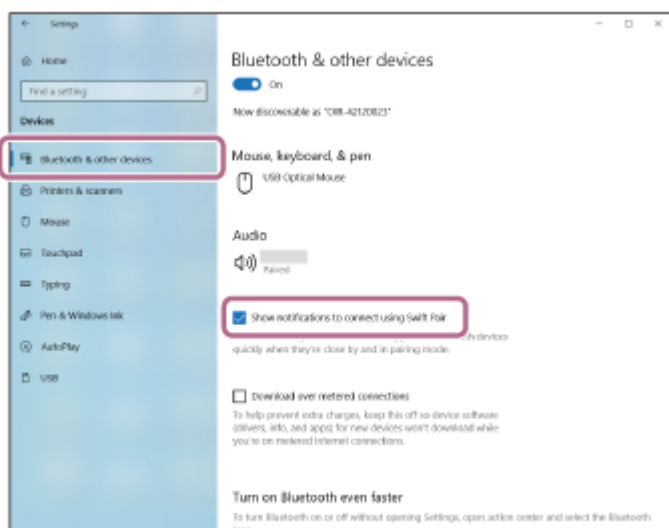 Settings
Home
Find a setting
Devices
Bluetooth & other devices
Printers & scanners
Mouse
Touchpad
Typing
Pen & Windows Ink
AutoPlay
USB
Bluetooth & other devices
On
Now discoverable as
Mouse, keyboard, & pen
USB Optical Mouse
Audio
Paired
Show notifications to connect using Swift Pair
devices
quickly when they're close by and in pairing mode.
Download over metered connections
To help prevent extra charges, keep this off so device software
(drivers, info, and apps) for new devices won't download while
you're on metered Internet connections.
Turn on Bluetooth even faster
To turn Bluetooth on or off without opening Settings, open action center and select the Bluetooth